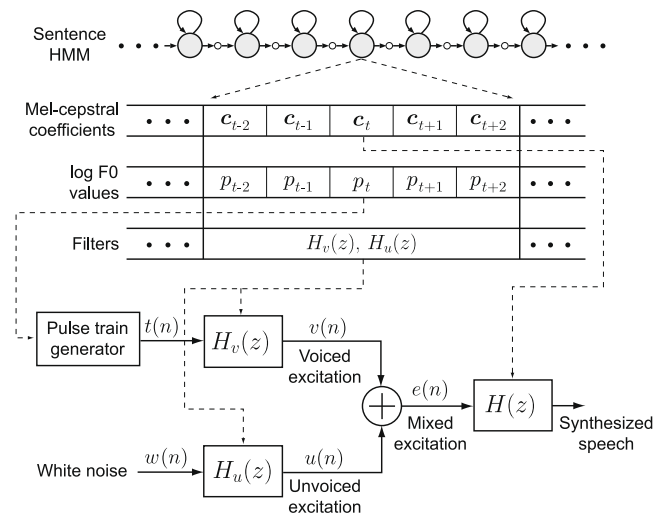 Sentence
HMM
Mel-cepstral
coefficients
• • • c_{t-2} c_{t-1} c_t c_{t+1} c_{t+2} • • •
log F0
values
• • • p_{t-2} p_{t-1} p_t p_{t+1} p_{t+2} • • •
Filters • • • H_v(z), H_u(z) • • •
Pulse train
generator
t(n)
H_v(z)
v(n)
Voiced
excitation
+
e(n)
Mixed
excitation
H(z)
Synthesized
speech
White noise
w(n)
H_u(z)
u(n)
Unvoiced
excitation